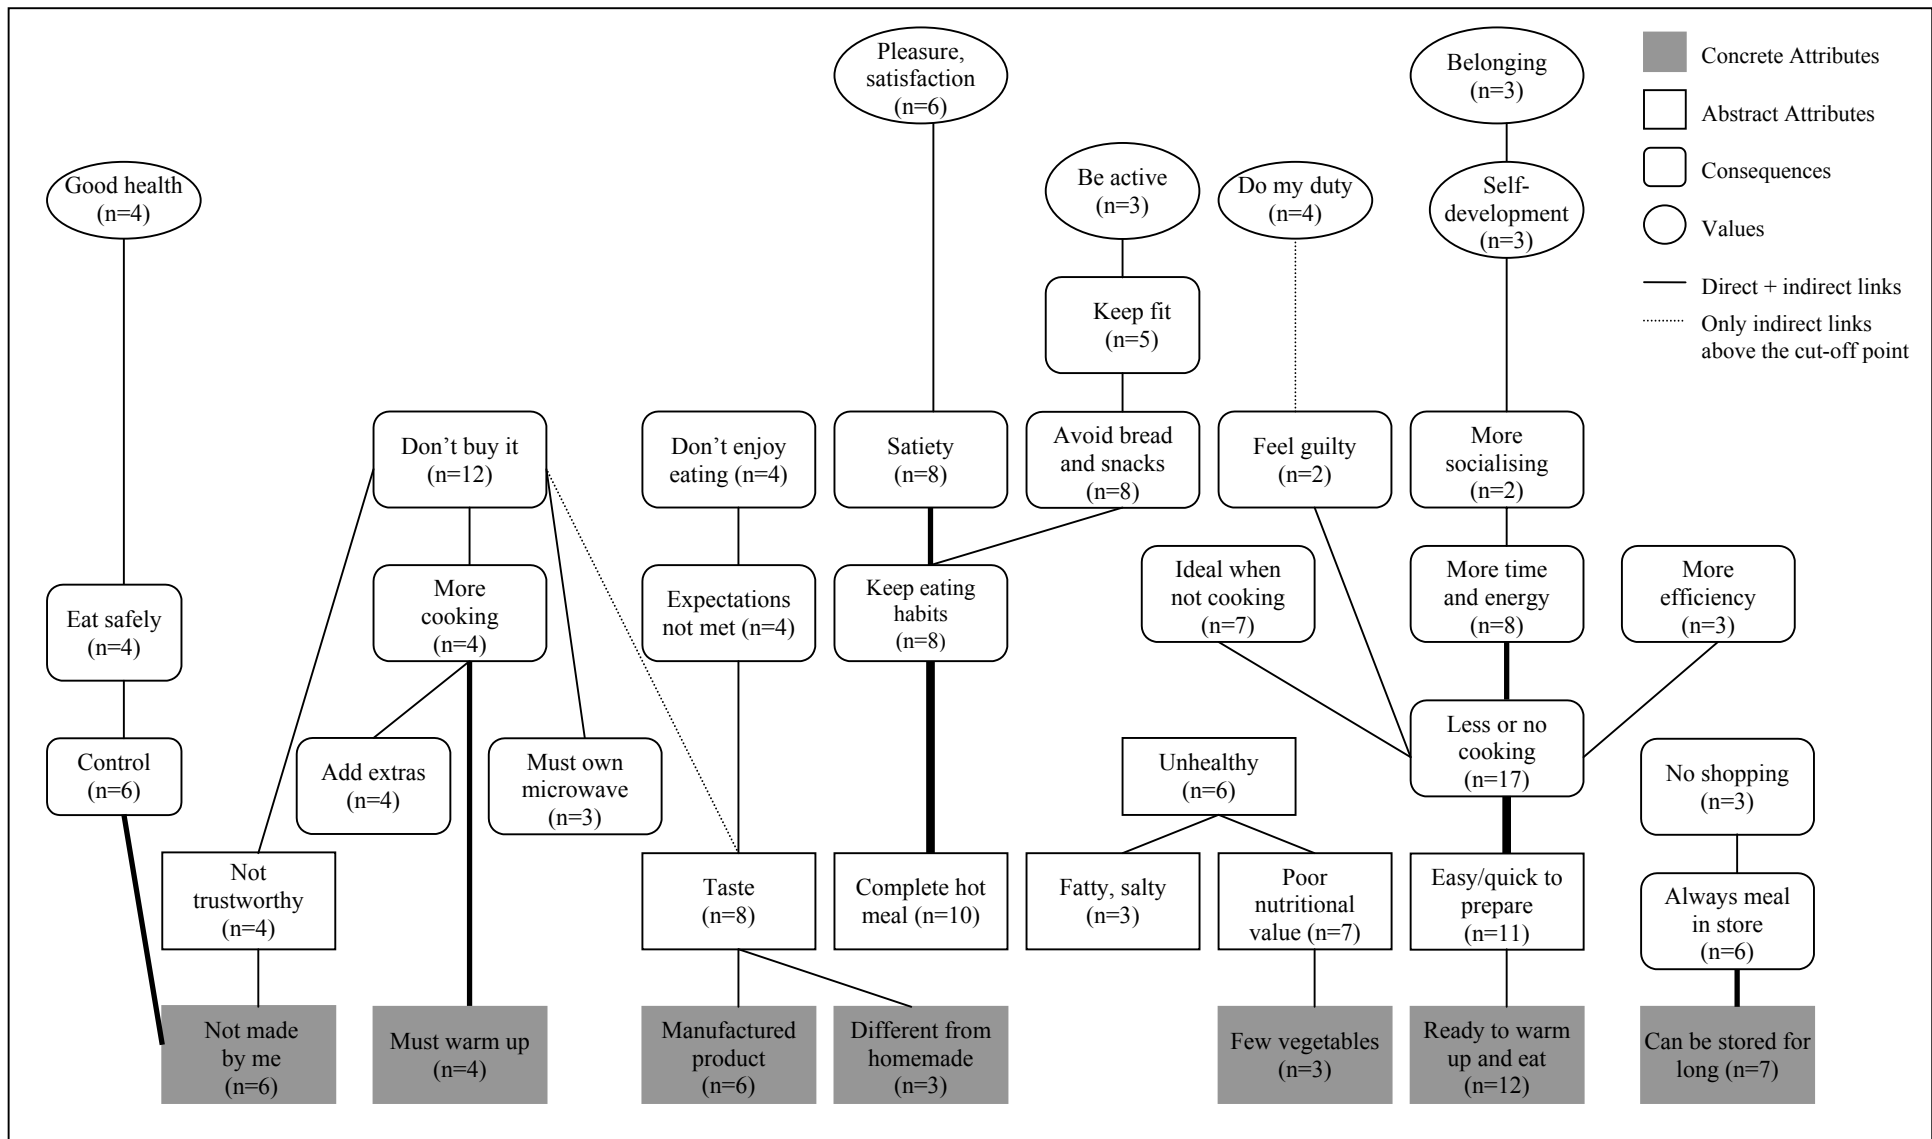 Pleasure,
satisfaction
(n=6)
Belonging
(n=3)
Concrete Attributes
Abstract Attributes
Consequences
Values
Direct + indirect links
Only indirect links
above the cut-off point
Good health
(n=4)
Be active
(n=3)
Do my duty
(n=4)
Self-
development
(n=3)
Keep fit
(n=5)
Don’t buy it
(n=12)
Don’t enjoy
eating (n=4)
Satiety
(n=8)
Avoid bread
and snacks
(n=8)
Feel guilty
(n=2)
More
socialising
(n=2)
Eat safely
(n=4)
More
cooking
(n=4)
Expectations
not met (n=4)
Keep eating
habits
(n=8)
Ideal when
not cooking
(n=7)
More time
and energy
(n=8)
More
efficiency
(n=3)
Control
(n=6)
Add extras
(n=4)
Must own
microwave
(n=3)
Unhealthy
(n=6)
Less or no
cooking
(n=17)
No shopping
(n=3)
Not
trustworthy
(n=4)
Taste
(n=8)
Complete hot
meal (n=10)
Fatty, salty
(n=3)
Poor
nutritional
value (n=7)
Easy/quick to
prepare
(n=11)
Always meal
in store
(n=6)
Not made
by me
(n=6)
Must warm up
(n=4)
Manufactured
product
(n=6)
Different from
homemade
(n=3)
Few vegetables
(n=3)
Ready to warm
up and eat
(n=12)
Can be stored for
long (n=7)